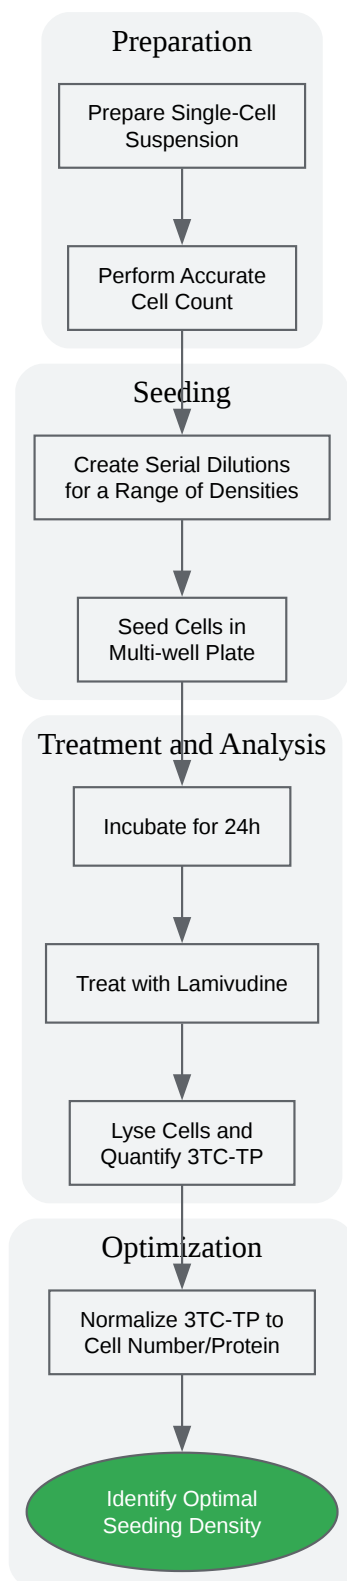 Preparation
Prepare Single-Cell
Suspension
Perform Accurate
Cell Count
Seeding
Create Serial Dilutions
for a Range of Densities
Seed Cells in
Multi-well Plate
Treatment and Analysis
Incubate for 24h
Treat with Lamivudine
Lyse Cells and
Quantify 3TC-TP
Optimization
Normalize 3TC-TP to
Cell Number/Protein
Identify Optimal
Seeding Density